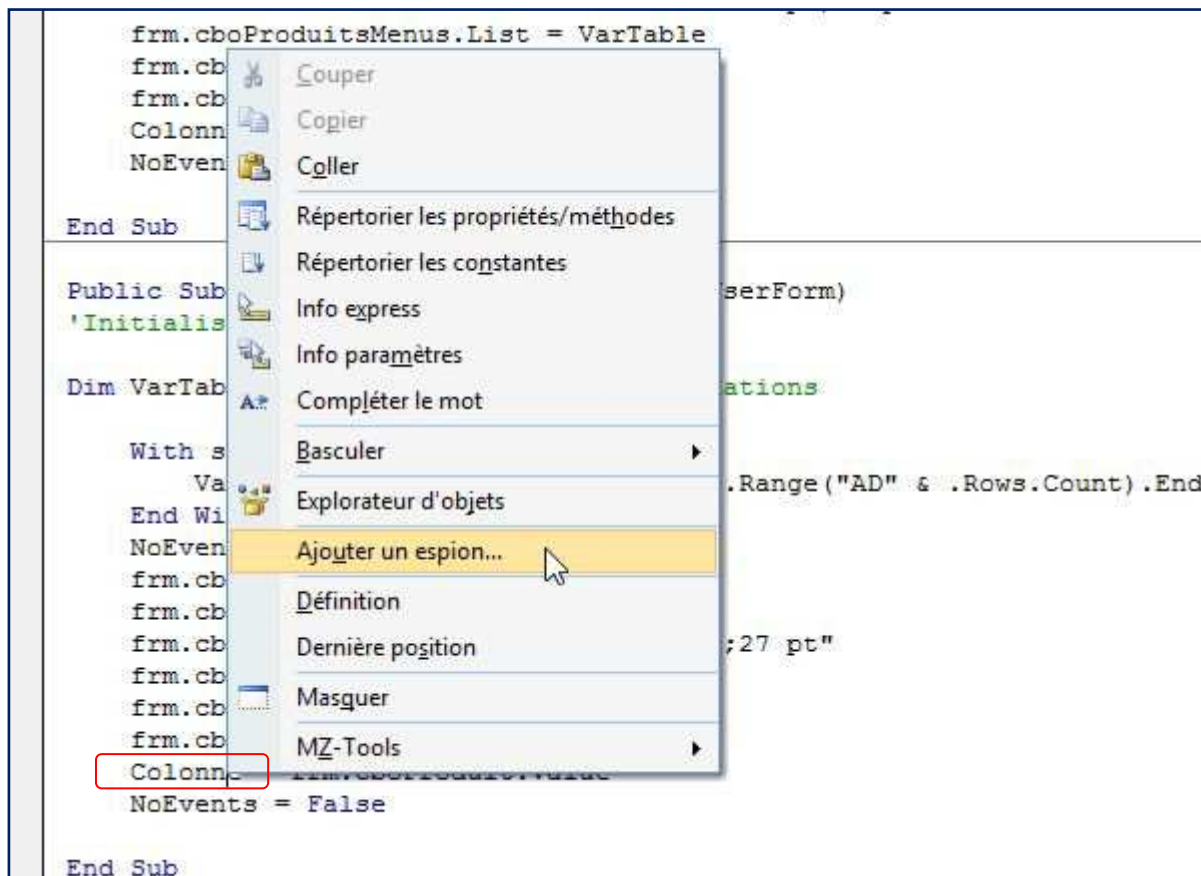 frm.cboProduitsMenus.List = VarTable
frm.cb
Couper
frm.cb
Copier
Colonn
NoEven
Coller
Répertorier les propriétés/méthodes
End Sub
Répertorier les constantes
Public Sub
serForm)
Info express
'Initialis
Info paramètres
Dim VarTab
ations
Compléter le mot
With s
Basculer
Va
.Range("AD" & .Rows.Count).End
Explorateur d'objets
End Wi
NoEven
Ajouter un espion...
frm.cb
frm.cb
Définition
frm.cb
;27 pt"
Dernière position
frm.cb
frm.cb
Masquer
frm.cb
MZ-Tools
Colonne = frm.cboProduit.Value
NoEvents = False
End Sub